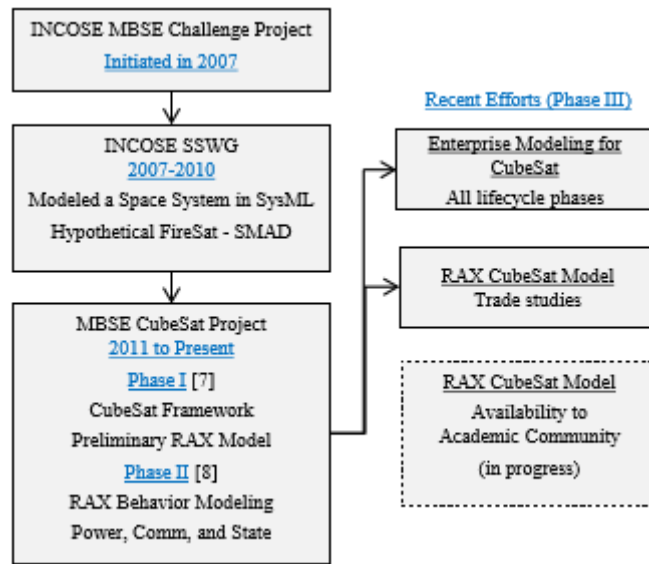 INCOSE MBSE Challenge Project
Initiated in 2007
INCOSE SSWG
2007-2010
Modeled a Space System in SysML
Hypothetical FireSat - SMAD
MBSE CubeSat Project
2011 to Present
Phase I [7]
CubeSat Framework
Preliminary RAX Model
Phase II [8]
RAX Behavior Modeling
Power, Comm, and State
Recent Efforts (Phase III)
Enterprise Modeling for
CubeSat
All lifecycle phases
RAX CubeSat Model
Trade studies
RAX CubeSat Model
Availability to
Academic Community
(in progress)